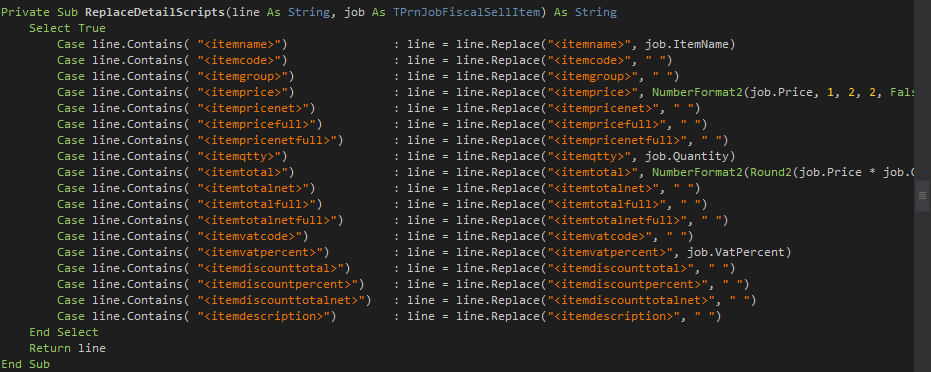 Private Sub ReplaceDetailScripts(line As String, job As TPrnJobFiscalSellItem) As String
Select True
Case line.Contains( "<itemname>") : line = line.Replace("<itemname>", job.ItemName)
Case line.Contains( "<itemcode>") : line = line.Replace("<itemcode>", " ")
Case line.Contains( "<itemgroup>") : line = line.Replace("<itemgroup>", " ")
Case line.Contains( "<itemprice>") : line = line.Replace("<itemprice>", NumberFormat2(job.Price, 1, 2, 2, Fals
Case line.Contains( "<itempricenet>") : line = line.Replace("<itempricenet>", " ")
Case line.Contains( "<itempricefull>") : line = line.Replace("<itempricefull>", " ")
Case line.Contains( "<itempricenetfull>") : line = line.Replace("<itempricenetfull>", " ")
Case line.Contains( "<itemqtty>") : line = line.Replace("<itemqtty>", job.Quantity)
Case line.Contains( "<itemtotal>") : line = line.Replace("<itemtotal>", NumberFormat2(Round2(job.Price * job.
Case line.Contains( "<itemtotalnet>") : line = line.Replace("<itemtotalnet>", " ")
Case line.Contains( "<itemtotalfull>") : line = line.Replace("<itemtotalfull>", " ")
Case line.Contains( "<itemtotalnetfull>") : line = line.Replace("<itemtotalnetfull>", " ")
Case line.Contains( "<itemvatcode>") : line = line.Replace("<itemvatcode>", " ")
Case line.Contains( "<itemvatpercent>") : line = line.Replace("<itemvatpercent>", job.VatPercent)
Case line.Contains( "<itemdiscounttotal>") : line = line.Replace("<itemdiscounttotal>", " ")
Case line.Contains( "<itemdiscountpercent>") : line = line.Replace("<itemdiscountpercent>", " ")
Case line.Contains( "<itemdiscounttotalnet>") : line = line.Replace("<itemdiscounttotalnet>", " ")
Case line.Contains( "<itemdescription>") : line = line.Replace("<itemdescription>", " ")
End Select
Return line
End Sub